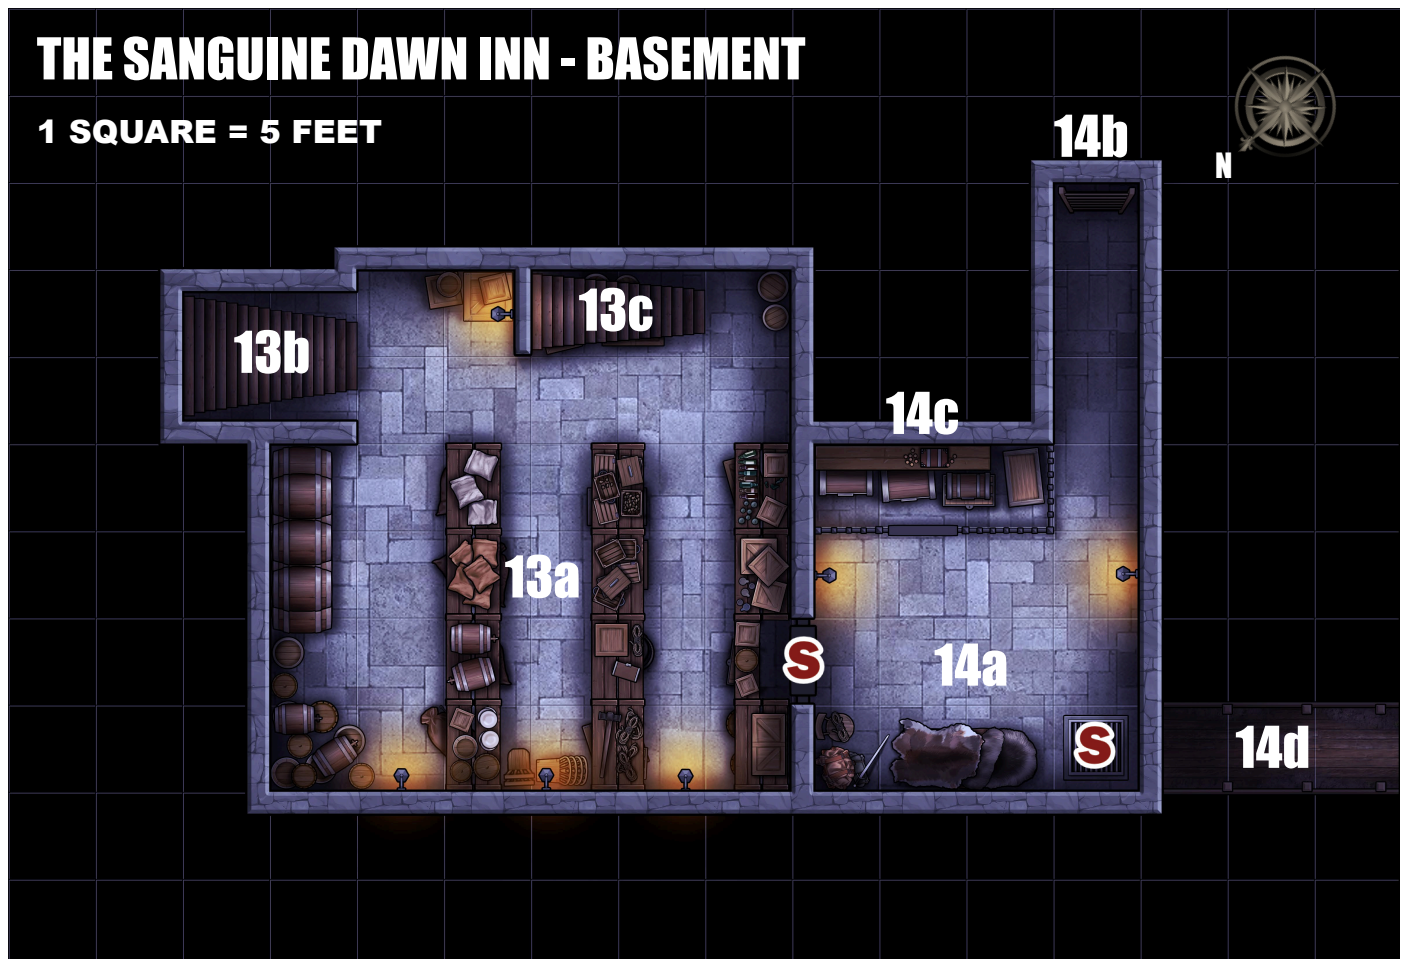 THE SANGUINE DAWN INN - BASEMENT
1 SQUARE = 5 FEET
14b
N
13c
13b
14c
13a
S
14a
S
14d